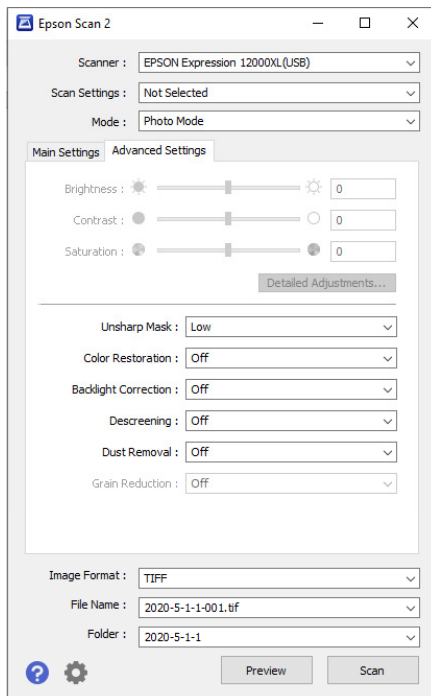 Epson Scan 2
Scanner : EPSON Expression 12000XL(USB)
Scan Settings : Not Selected
Mode : Photo Mode
Main Settings Advanced Settings
Brightness : 0
Contrast : 0
Saturation : 0
Detailed Adjustments...
Unsharp Mask : Low
Color Restoration : Off
Backlight Correction : Off
Descreening : Off
Dust Removal : Off
Grain Reduction : Off
Image Format : TIFF
File Name : 2020-5-1-1-001.tif
Folder : 2020-5-1-1
? Preview Scan